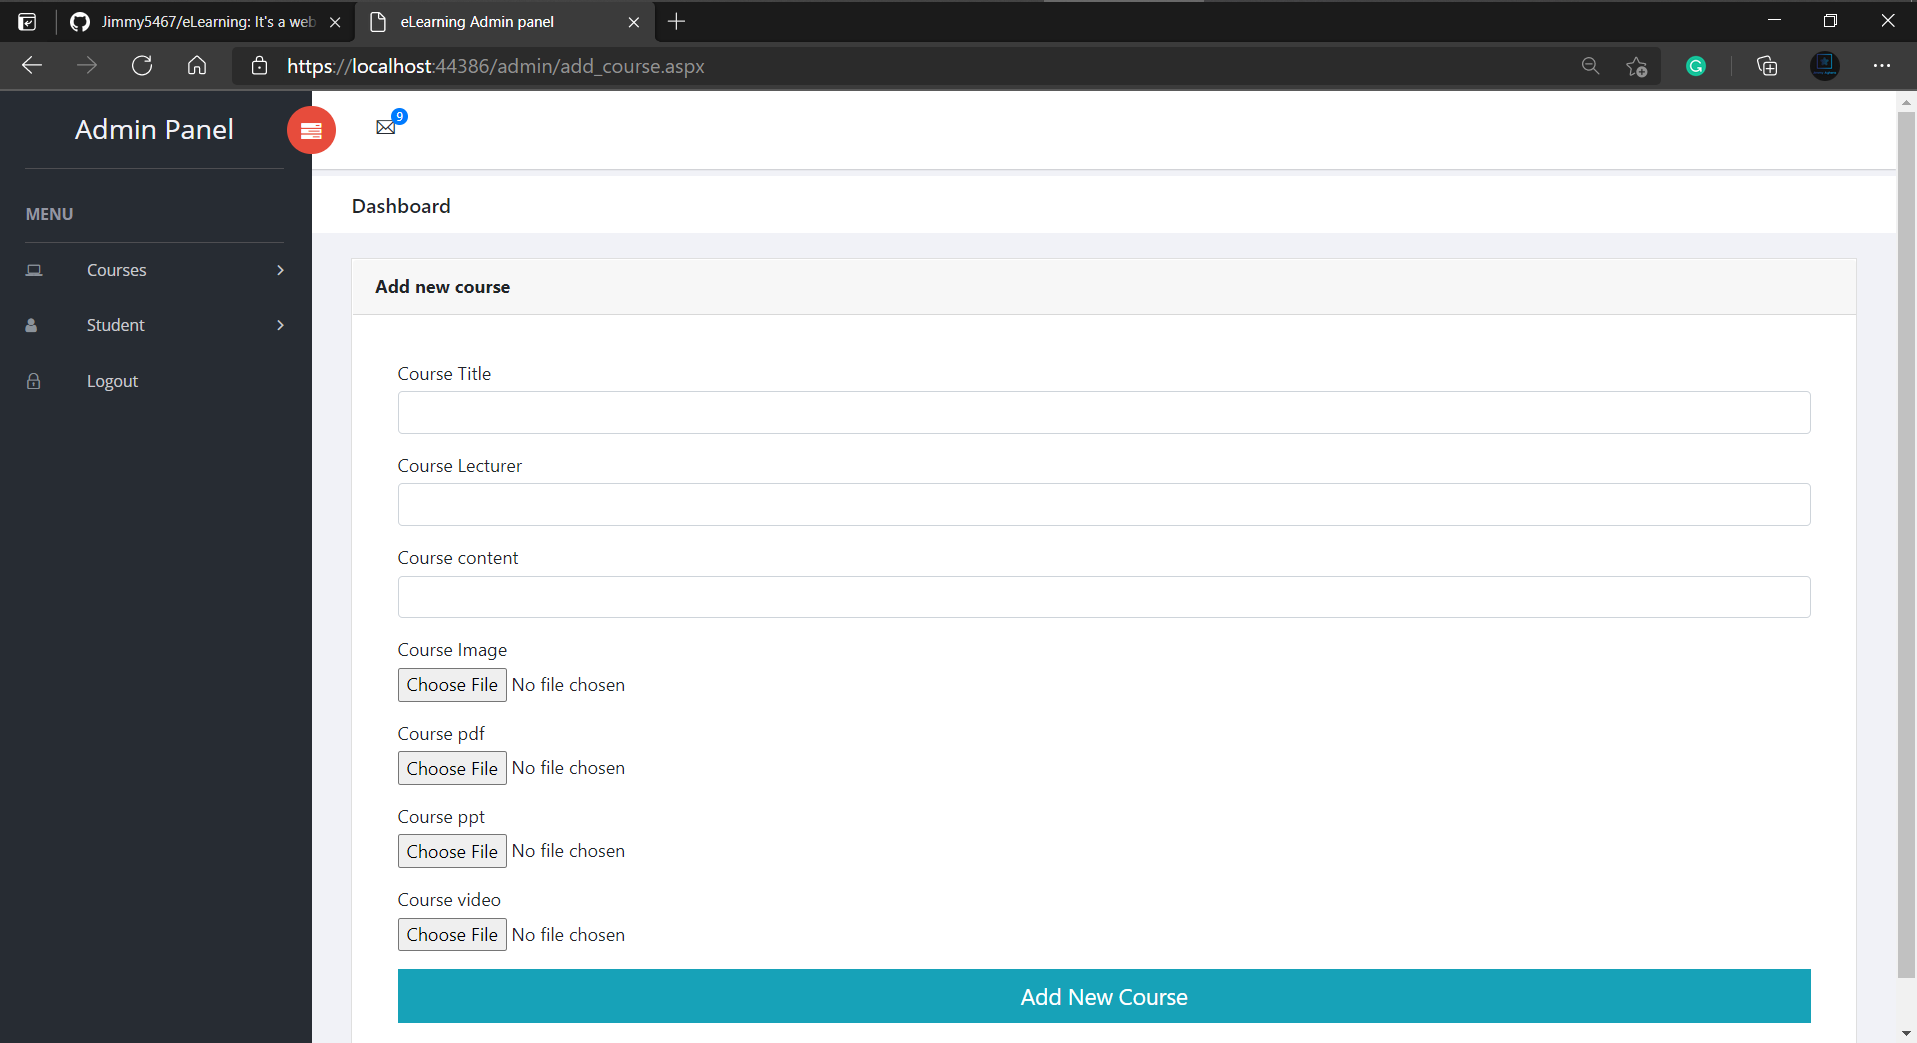 Jimmy5467/eLearning: It's a web
eLearning Admin panel
https://localhost:44386/admin/add_course.aspx
Admin Panel
9
MENU
Dashboard
Courses
Student
Logout
Add new course
Course Title
Course Lecturer
Course content
Course Image
Choose File No file chosen
Course pdf
Choose File No file chosen
Course ppt
Choose File No file chosen
Course video
Choose File No file chosen
Add New Course